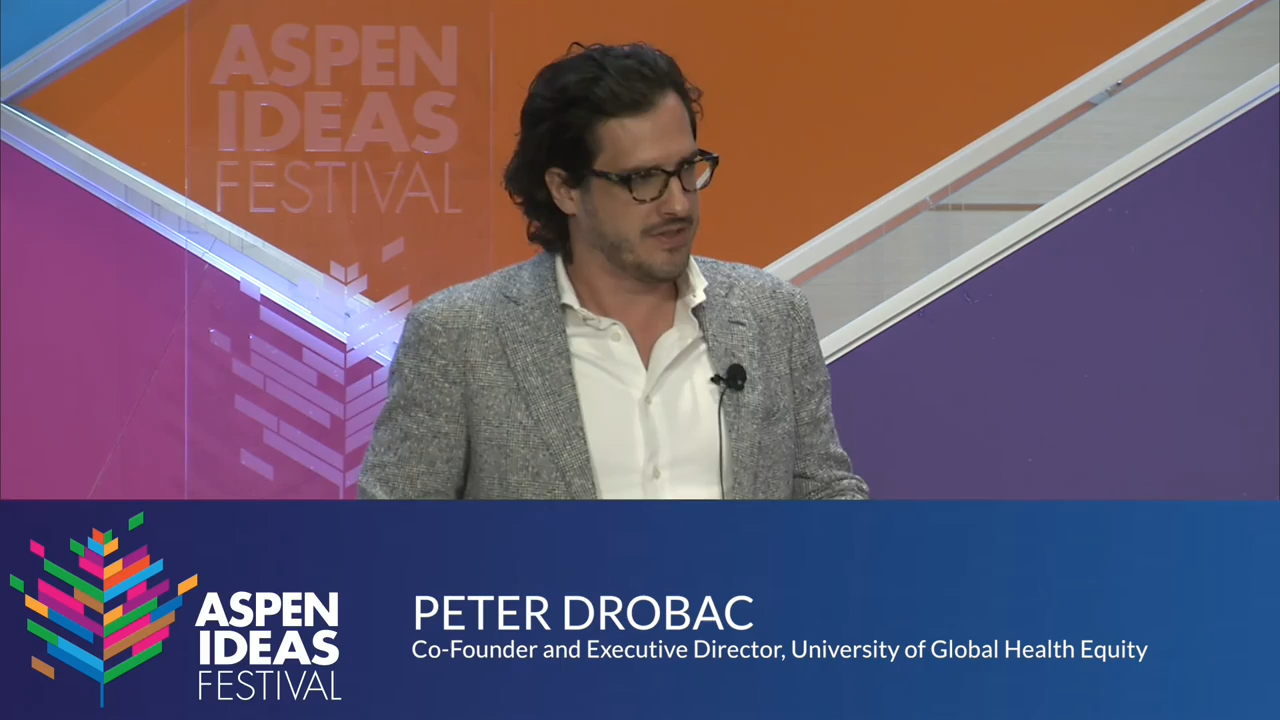 ASPEN
IDEAS
FESTIVAL
ASPEN
IDEAS
FESTIVAL
PETER DROBAC
Co-Founder and Executive Director, University of Global Health Equity